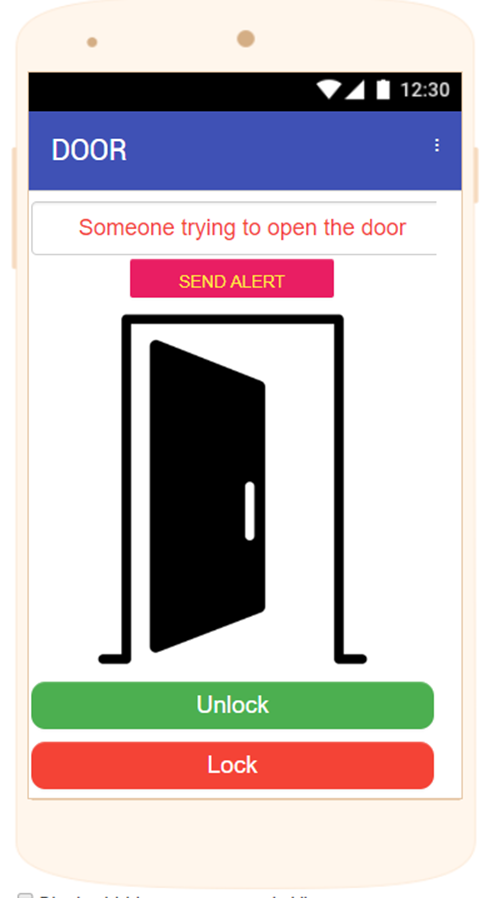 12:30
DOOR
Someone trying to open the door
SEND ALERT
Unlock
Lock